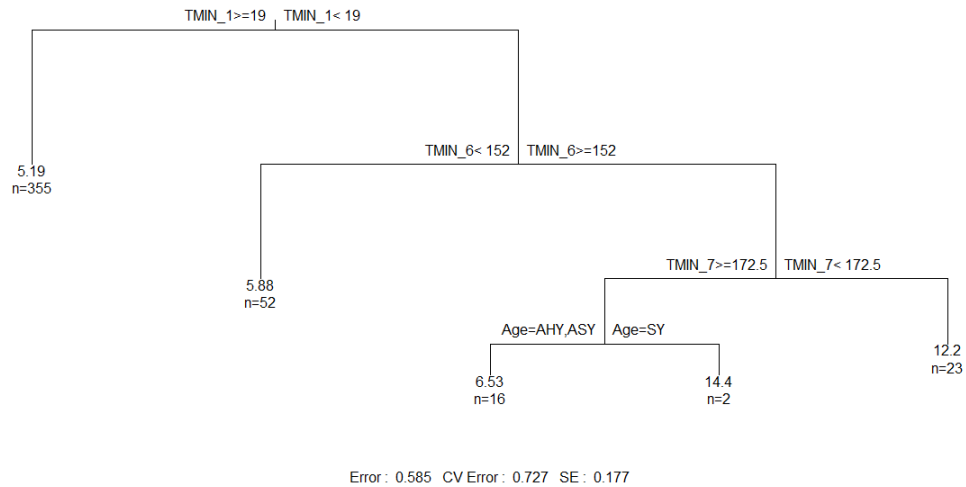 TMIN_1>=19 TMIN_1< 19
TMIN_6< 152 TMIN_6>=152
5.19
n=355
TMIN_7>=172.5 TMIN_7< 172.5
5.88
n=52
Age=AHY,ASY Age=SY
12.2
n=23
6.53
n=16
14.4
n=2
Error : 0.585 CV Error : 0.727 SE : 0.177